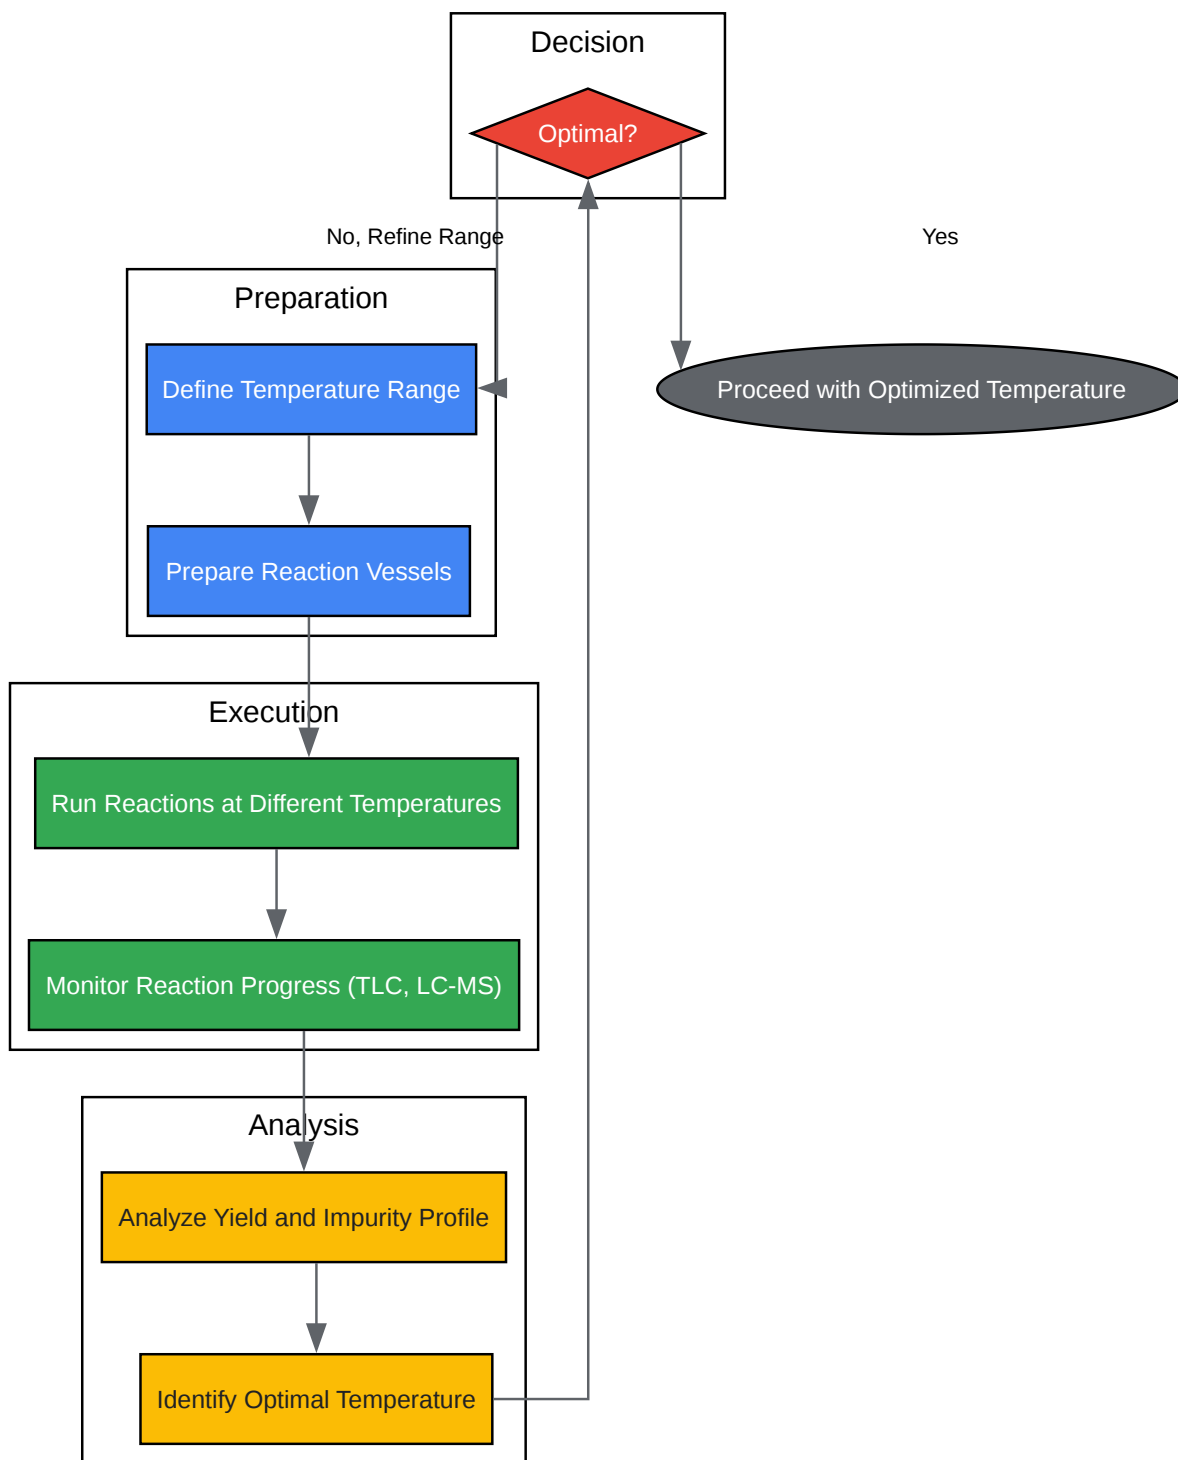 Decision
Optimal?
No, Refine Range
Yes
Preparation
Define Temperature Range
Proceed with Optimized Temperature
Prepare Reaction Vessels
Execution
Run Reactions at Different Temperatures
Monitor Reaction Progress (TLC, LC-MS)
Analysis
Analyze Yield and Impurity Profile
Identify Optimal Temperature